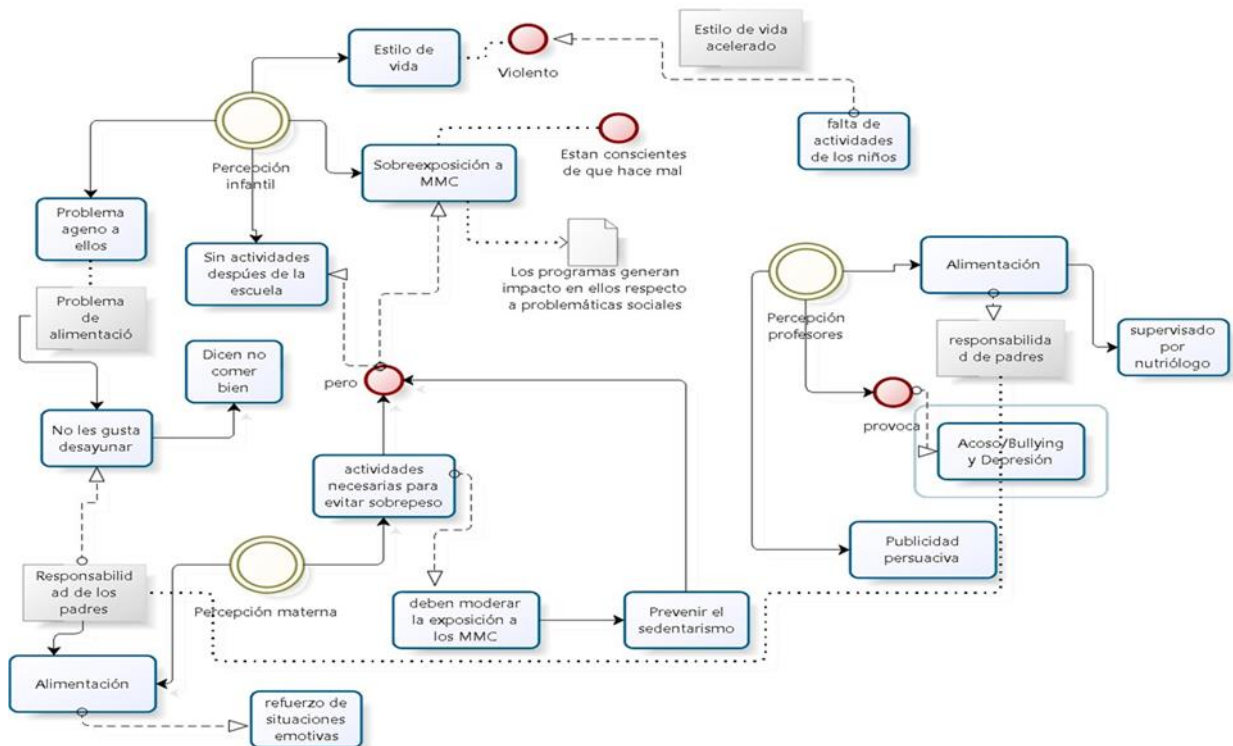 Estilo de vida
acelerado
Estilo de
vida
Violento
falta de
actividades
de los niños
Percepción
infantil
Sobreexposición a
MMC
Estan conscientes
de que hace mal
Problema
ageno a
ellos
Sin actividades
despúes de la
escuela
Los programas generan
impacto en ellos respecto
a problemáticas sociales
Percepción
profesores
Alimentación
Problema
de
alimentació
Dicen no
comer
bien
pero
responsabilida
d de padres
supervisado
por
nutriólogo
No les gusta
desayunar
provoca
Acoso/Bullying
y Depresión
actividades
necesarias para
evitar sobrepeso
Publicidad
persuaciva
Responsabilid
ad de los
padres
Percepción materna
deben moderar
la exposición a
los MMC
Prevenir el
sedentarismo
Alimentación
refuerzo de
situaciones
emotivas